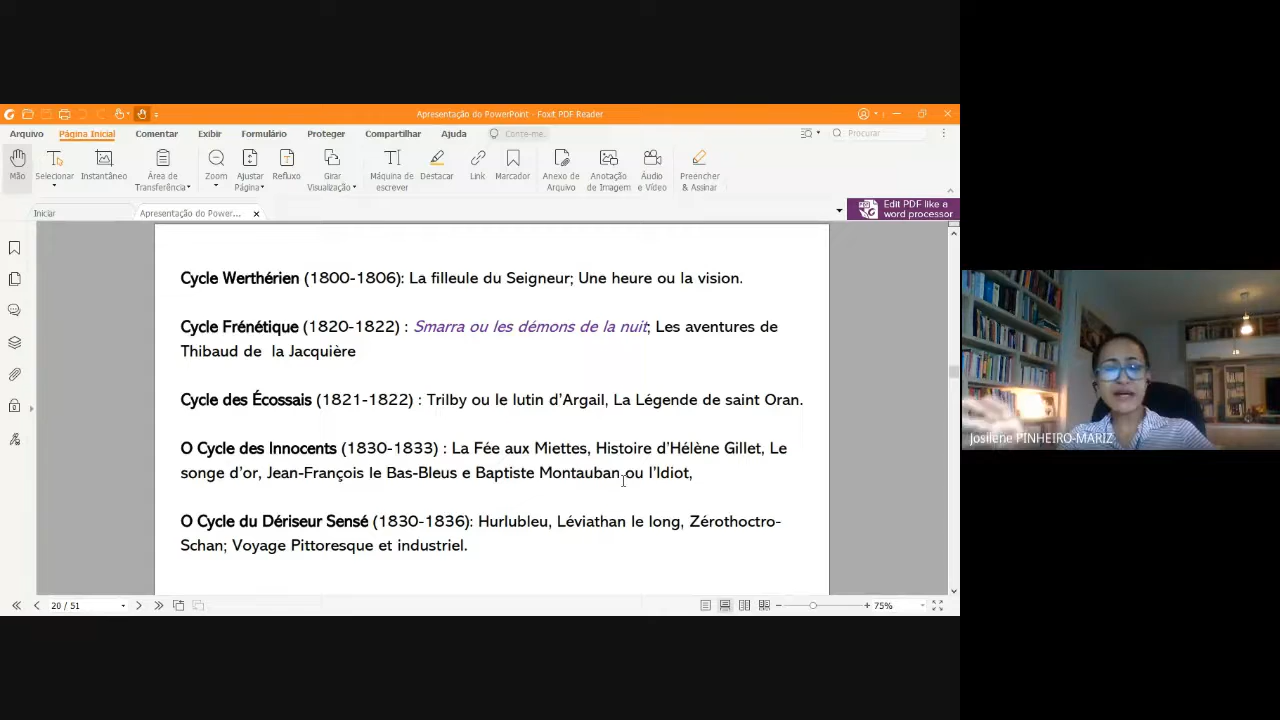 Apresentação do PowerPoint - Foxit PDF Reader
Arquivo Página Inicial Comentar Exibir Formulário Proteger Compartilhar Ajuda Conte-me. Procurar
Mão Selecionar Instantâneo Área de Transferência Zoom Ajustar Página Refluxo Girar Visualização Máquina de escrever Destacar Link Marcador Anexo de Arquivo Anotação de Imagem Áudio e Vídeo Preencher & Assinar
Iniciar Apresentação do Power... Edit PDF like a
word processor
Cycle Werthérien (1800-1806): La filleule du Seigneur; Une heure ou la vision.
Cycle Frénétique (1820-1822) : Smarra ou les démons de la nuit; Les aventures de
Thibaud de la Jacquière
Cycle des Écossais (1821-1822) : Trilby ou le lutin d’Argail, La Légende de saint Oran.
O Cycle des Innocents (1830-1833) : La Fée aux Miettes, Histoire d’Hélène Gillet, Le
songe d’or, Jean-François le Bas-Bleus e Baptiste Montauban ou l’Idiot,
O Cycle du Dériseur Sensé (1830-1836): Hurlubleu, Léviathan le long, Zérothoctro-
Schan; Voyage Pittoresque et industriel.
20 / 51
75%
Josilene PINHEIRO-MARIZ